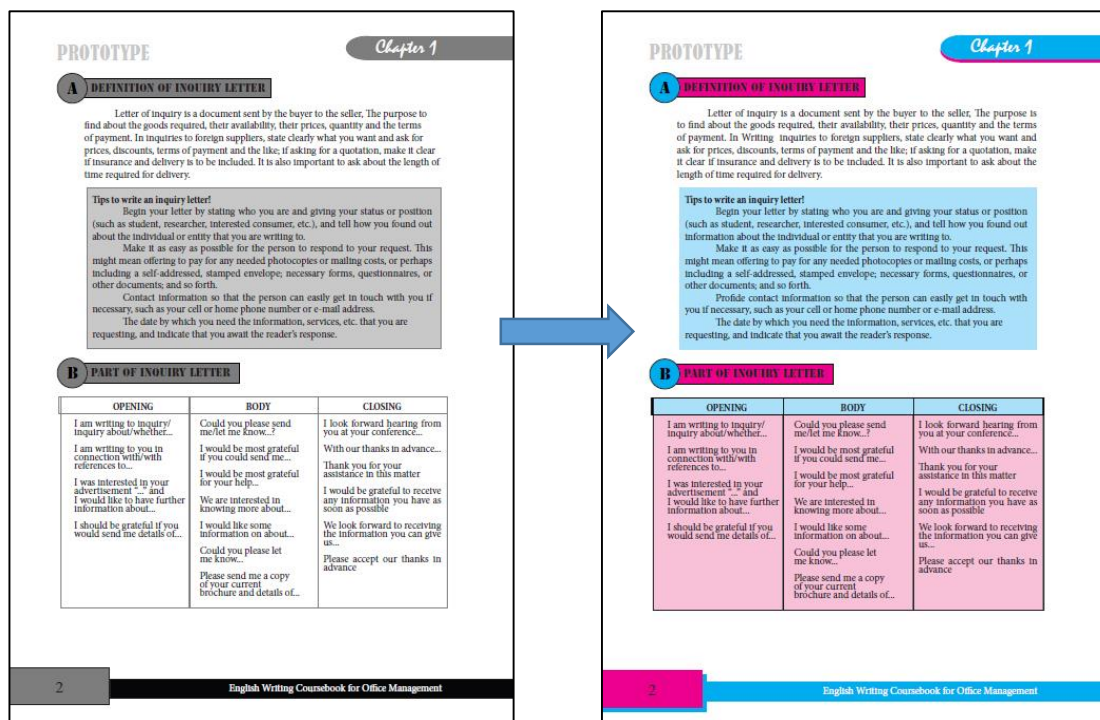 PROTOTYPE
Chapter 1
A DEFINITION OF INQUIRY LETTER
Letter of inquiry is a document sent by the buyer to the seller, The purpose to
find about the goods required, their availability, their prices, quantity and the terms
of payment. In inquiries to foreign suppliers, state clearly what you want and ask for
prices, discounts, terms of payment and the like; if asking for a quotation, make it clear
if insurance and delivery is to be included. It is also important to ask about the length of
time required for delivery.
Tips to write an inquiry letter!
Begin your letter by stating who you are and giving your status or position
(such as student, researcher, interested consumer, etc.), and tell how you found out
about the individual or entity that you are writing to.
Make it as easy as possible for the person to respond to your request. This
might mean offering to pay for any needed photocopies or mailing costs, or perhaps
including a self-addressed, stamped envelope; necessary forms, questionnaires, or
other documents; and so forth.
Contact information so that the person can easily get in touch with you if
necessary, such as your cell or home phone number or e-mail address.
The date by which you need the information, services, etc. that you are
requesting, and indicate that you await the reader's response.
B PART OF INQUIRY LETTER
OPENING
I am writing to inquiry/
inquiry about/whether...
I am writing to you in
connection with/with
references to...
I was interested in your
advertisement "..." and
I would like to have further
information about...
I should be grateful if you
would send me details of...
BODY
Could you please send
me/let me know...?
I would be most grateful
if you could send me...
I would be most grateful
for your help...
We are interested in
knowing more about...
I would like some
information on about...
Could you please let
me know...
Please send me a copy
of your current
brochure and details of...
CLOSING
I look forward hearing from
you at your conference...
With our thanks in advance...
Thank you for your
assistance in this matter
I would be grateful to receive
any information you have as
soon as possible
We look forward to receiving
the information you can give
us...
Please accept our thanks in
advance
2
English Writing Coursebook for Office Management
PROTOTYPE
Chapter 1
A DEFINITION OF INQUIRY LETTER
Letter of inquiry is a document sent by the buyer to the seller, The purpose is
to find about the goods required, their availability, their prices, quantity and the terms
of payment. In Writing inquiries to foreign suppliers, state clearly what you want and
ask for prices, discounts, terms of payment and the like; if asking for a quotation, make
it clear if insurance and delivery is to be included. It is also important to ask about the
length of time required for delivery.
Tips to write an inquiry letter!
Begin your letter by stating who you are and giving your status or position
(such as student, researcher, interested consumer, etc.), and tell how you found out
information about the individual or entity that you are writing to.
Make it as easy as possible for the person to respond to your request. This
might mean offering to pay for any needed photocopies or mailing costs, or perhaps
including a self-addressed, stamped envelope; necessary forms, questionnaires, or
other documents; and so forth.
Profide contact information so that the person can easily get in touch with
you if necessary, such as your cell or home phone number or e-mail address.
The date by which you need the information, services, etc. that you are
requesting, and indicate that you await the reader's response.
B PART OF INQUIRY LETTER
OPENING
I am writing to inquiry/
inquiry about/whether...
I am writing to you in
connection with/with
references to...
I was interested in your
advertisement "..." and
I would like to have further
information about...
I should be grateful if you
would send me details of...
BODY
Could you please send
me/let me know...?
I would be most grateful
if you could send me...
I would be most grateful
for your help...
We are interested in
knowing more about...
I would like some
information on about...
Could you please let
me know...
Please send me a copy
of your current
brochure and details of...
CLOSING
I look forward hearing from
you at your conference...
With our thanks in advance...
Thank you for your
assistance in this matter
I would be grateful to receive
any information you have as
soon as possible
We look forward to receiving
the information you can give
us...
Please accept our thanks in
advance
2
English Writing Coursebook for Office Management